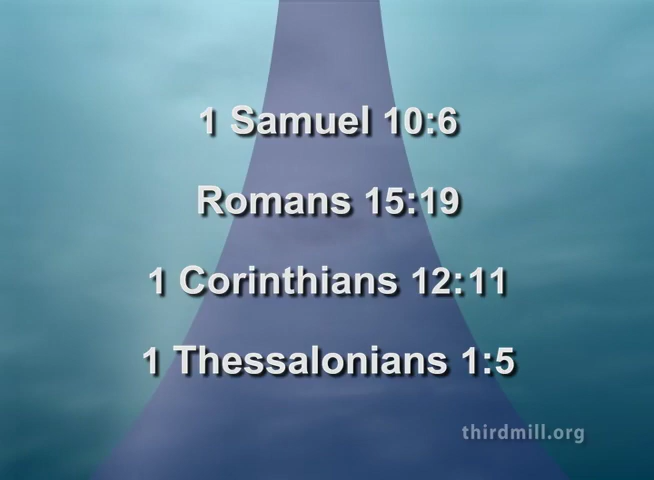 1 Samuel 10:6
Romans 15:19
1 Corinthians 12:11
1 Thessalonians 1:5
thirdmill.org